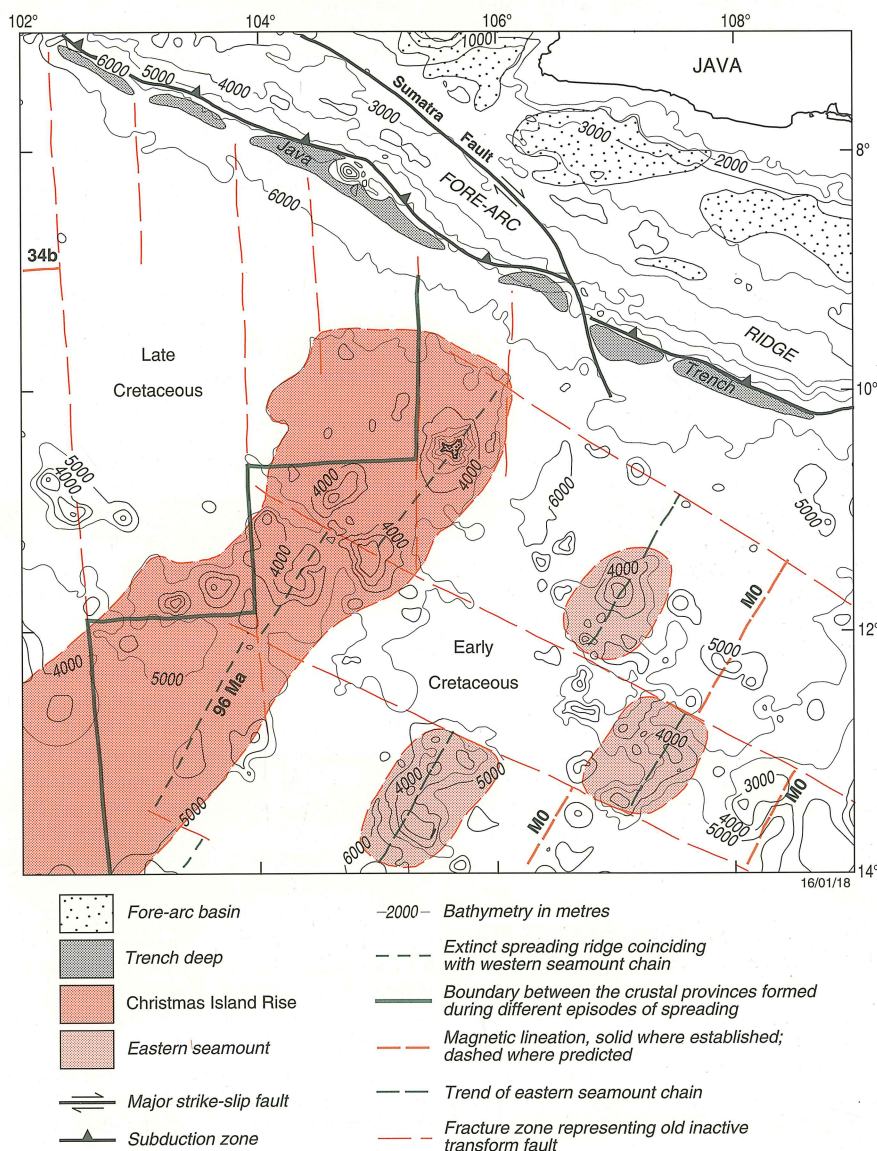 102°
104°
106°
108°
1000
JAVA
6000
5000
4000
3000
Sumatra
Fault
3000
2000
8°
Java
FORE-ARC
6000
34b
RIDGE
Late
Cretaceous
Trench
10°
5000
4000
4000
4000
6000
5000
4000
4000
4000
MO
12°
4000
5000
Early
Cretaceous
5000
96 Ma
4000
3000
4000
5000
MO
5000
MO
4000
5000
6000
14°
16/01/18
Fore-arc basin
Trench deep
Christmas Island Rise
Eastern seamount
Major strike-slip fault
Subduction zone
2000 Bathymetry in metres
Extinct spreading ridge coinciding
with western seamount chain
Boundary between the crustal provinces formed
during different episodes of spreading
Magnetic lineation, solid where established;
dashed where predicted
Trend of eastern seamount chain
Fracture zone representing old inactive
transform fault